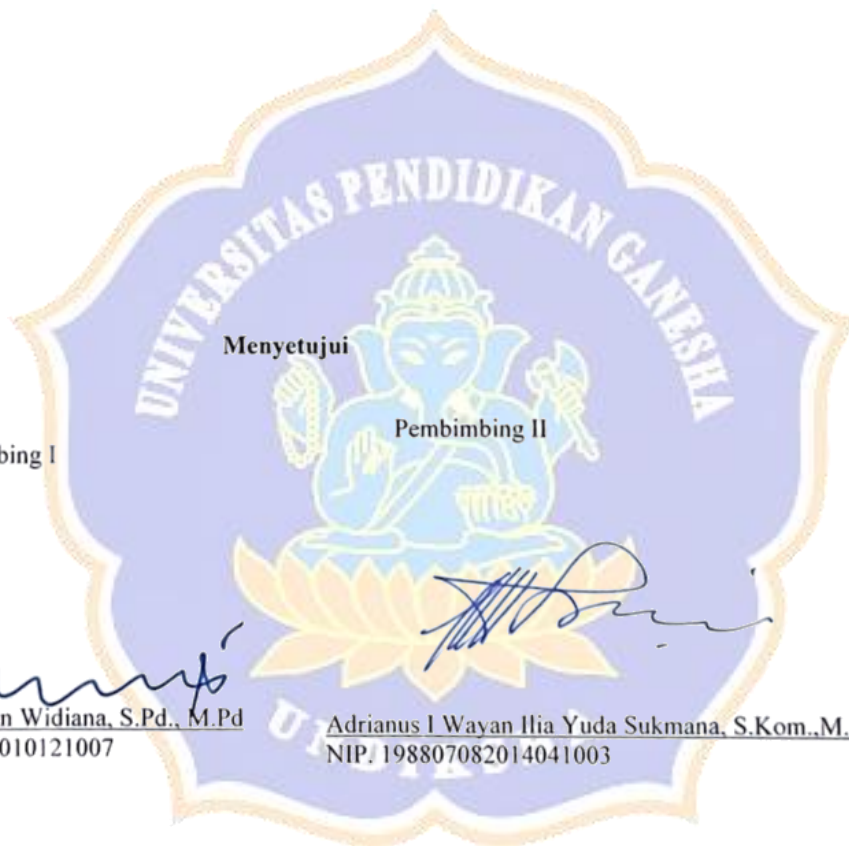 UNIVERSITAS PENDIDIKAN GANESHA
Menyetujui
bing I
Pembimbing II
n Widiana, S.Pd., M.Pd
010121007
Adrianus I Wayan Ilia Yuda Sukmana, S.Kom.,M.
NIP. 198807082014041003
UNDIKSHA